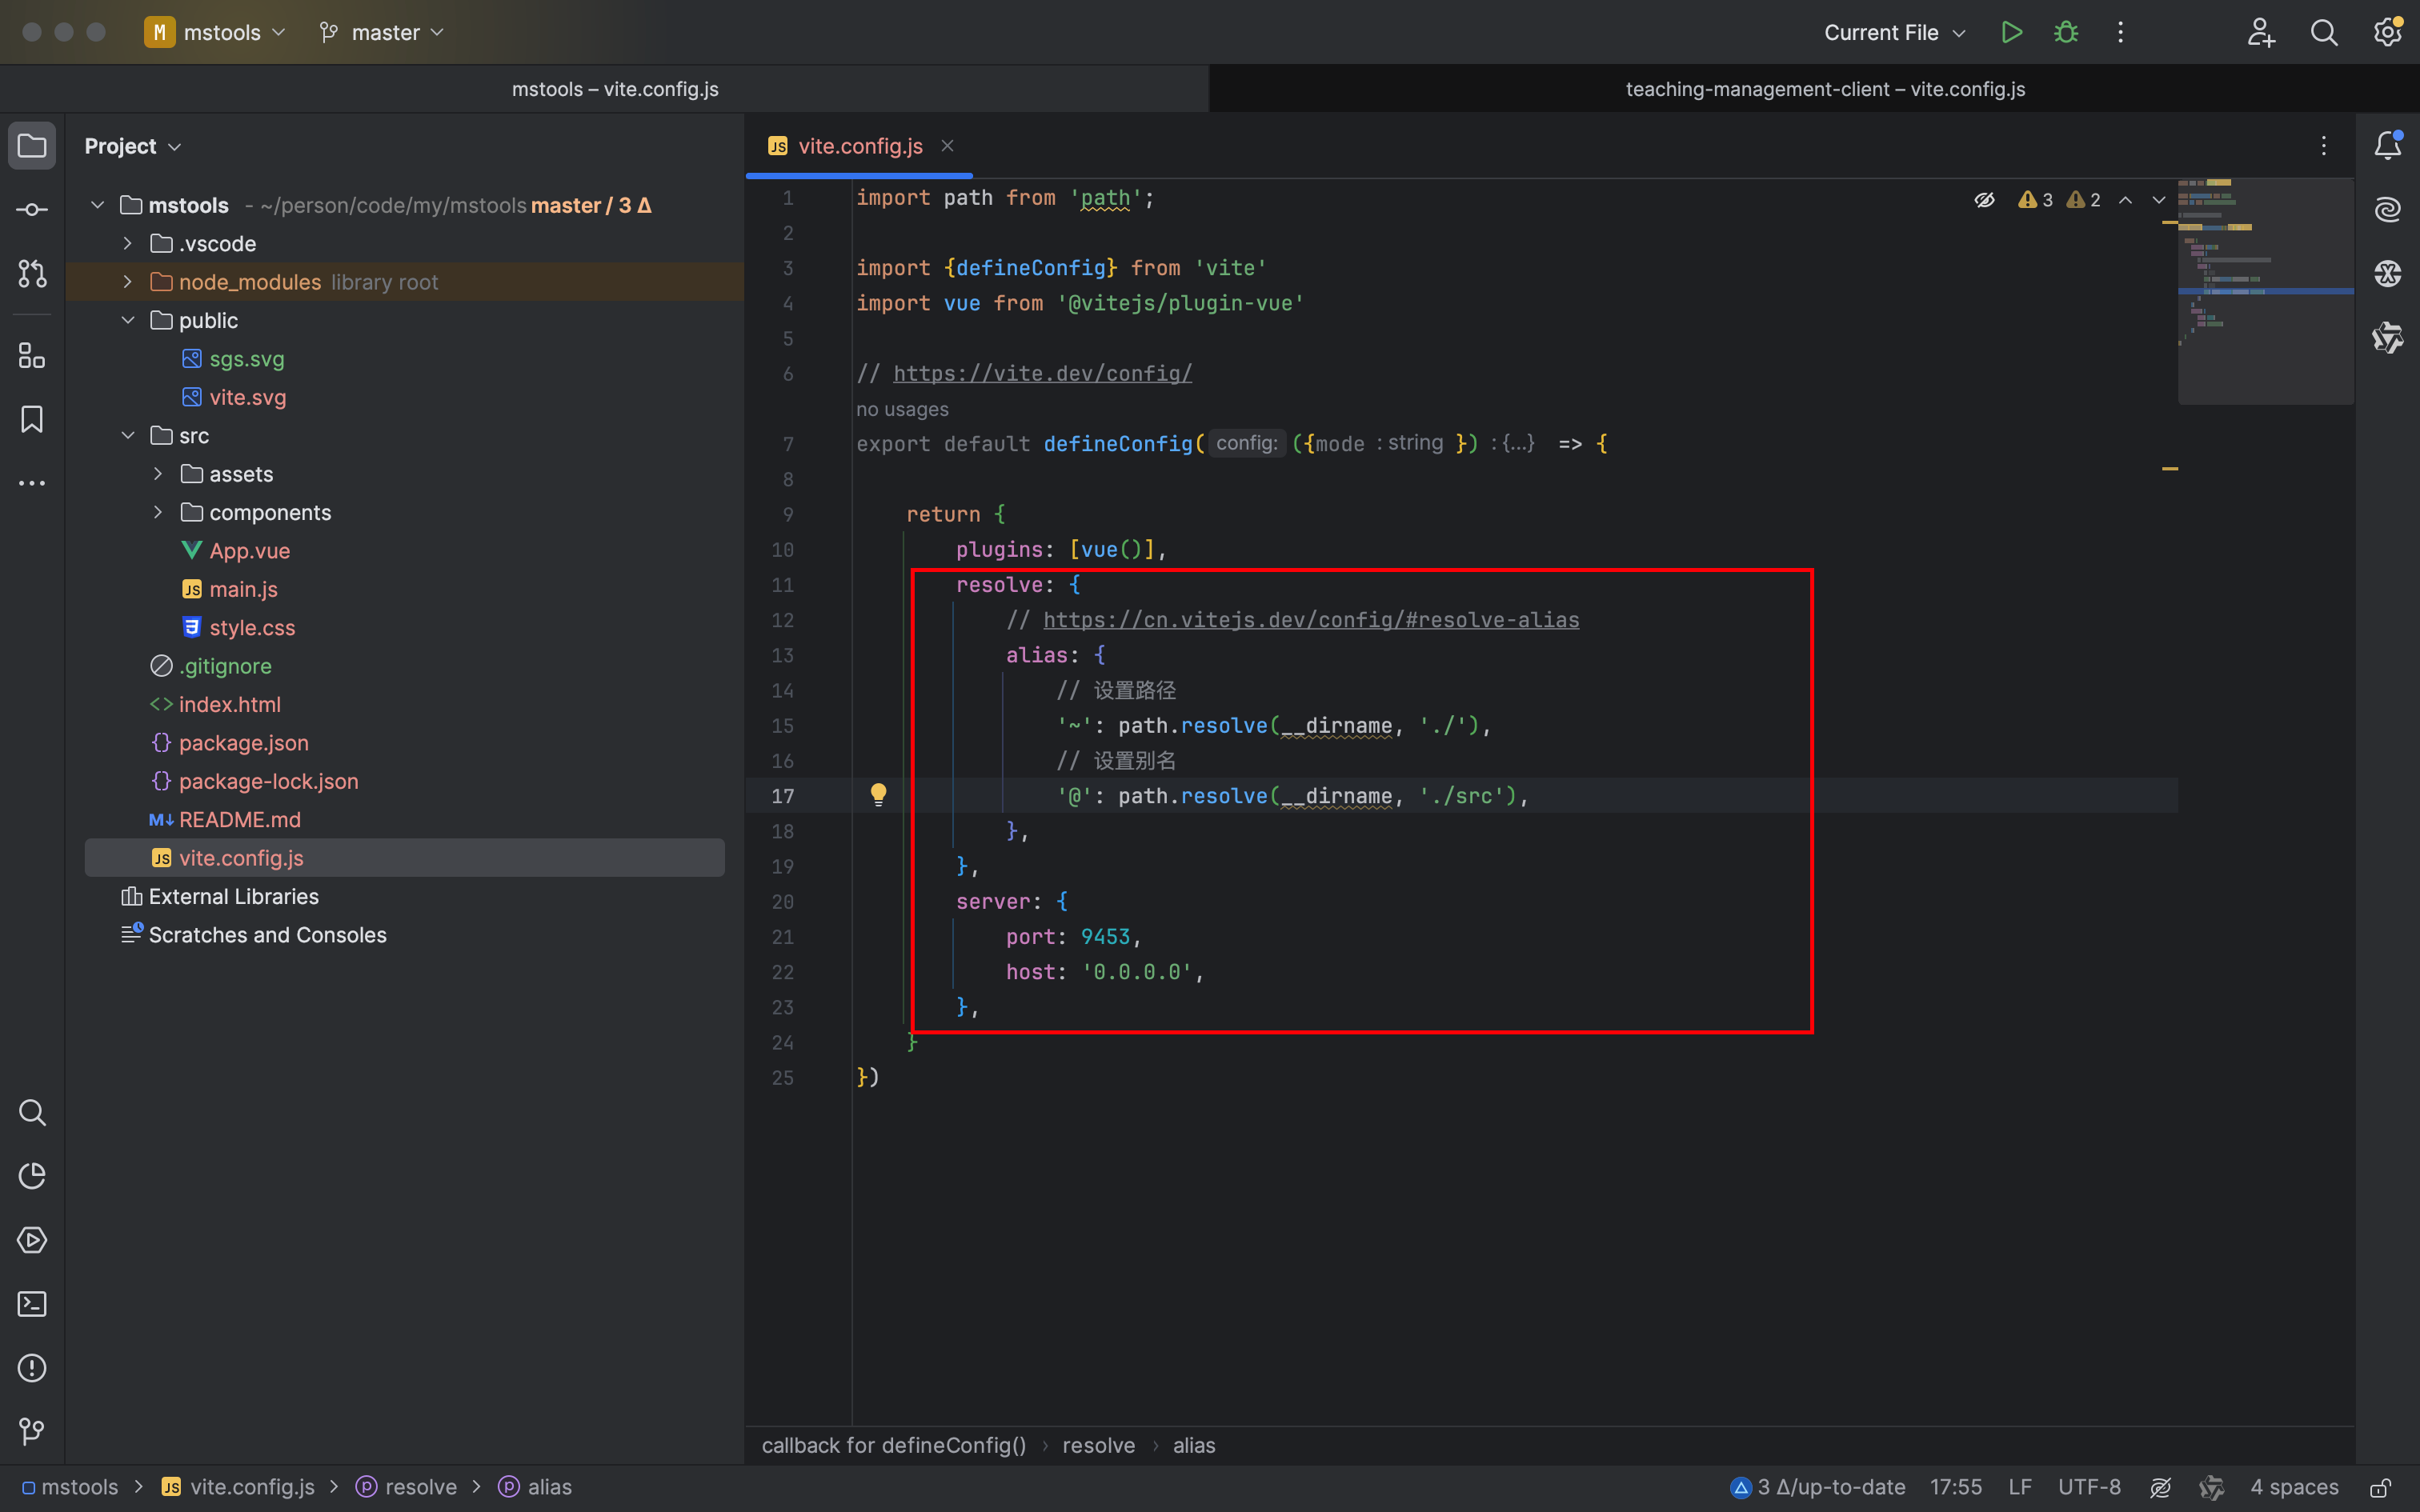 M mstools master Current File
mstools – vite.config.js teaching-management-client – vite.config.js
Project
mstools - ~/person/code/my/mstools master / 3 Δ
.vscode
node_modules library root
public
sgs.svg
vite.svg
src
assets
components
App.vue
JS main.js
style.css
.gitignore
<> index.html
{} package.json
{} package-lock.json
M↓ README.md
JS vite.config.js
External Libraries
Scratches and Consoles
JS vite.config.js
3 2
1 import path from 'path';
2
3 import {defineConfig} from 'vite'
4 import vue from '@vitejs/plugin-vue'
5
6 // https://vite.dev/config/
no usages
7 export default defineConfig( config: ({mode : string }) : {...} => {
8
9 return {
10 plugins: [vue()],
11 resolve: {
12 // https://cn.vitejs.dev/config/#resolve-alias
13 alias: {
14 // 设置路径
15 '~': path.resolve(__dirname, './'),
16 // 设置别名
17 '@': path.resolve(__dirname, './src'),
18 },
19 },
20 server: {
21 port: 9453,
22 host: '0.0.0.0',
23 },
24 }
25 })
callback for defineConfig() › resolve › alias
mstools > JS vite.config.js > p resolve > p alias
3 Δ/up-to-date 17:55 LF UTF-8 4 spaces